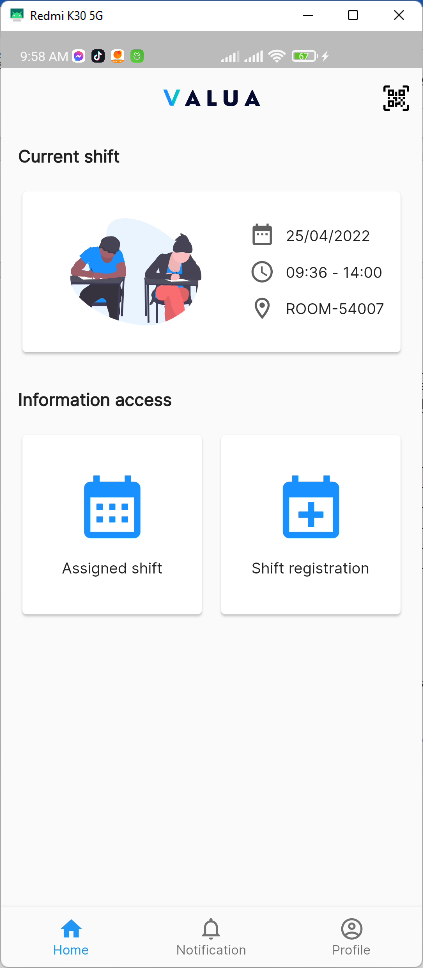 Redmi K30 5G
9:58 AM
67
VALUA
Current shift
25/04/2022
09:36 - 14:00
ROOM-54007
Information access
Assigned shift
Shift registration
Home
Notification
Profile